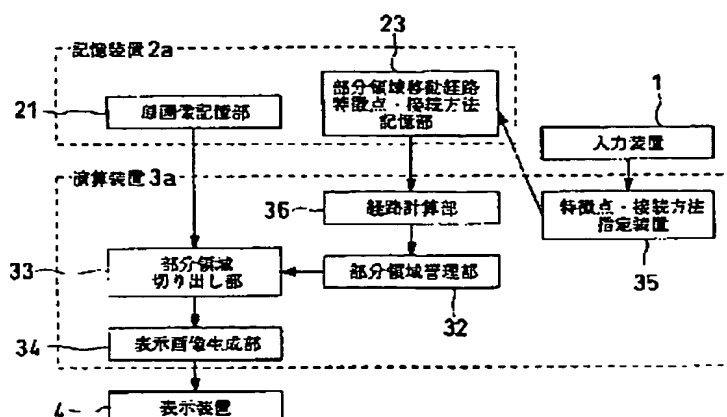 記憶装置2a
23
21
原画像記憶部
部分領域移動経路
特徴点・接続方法
記憶部
1
入力装置
演算装置3a
36
経路計算部
特徴点・接続方法
指定装置
35
33
部分領域
切り出し部
部分領域管理部
32
34
表示画像生成部
4
表示装置